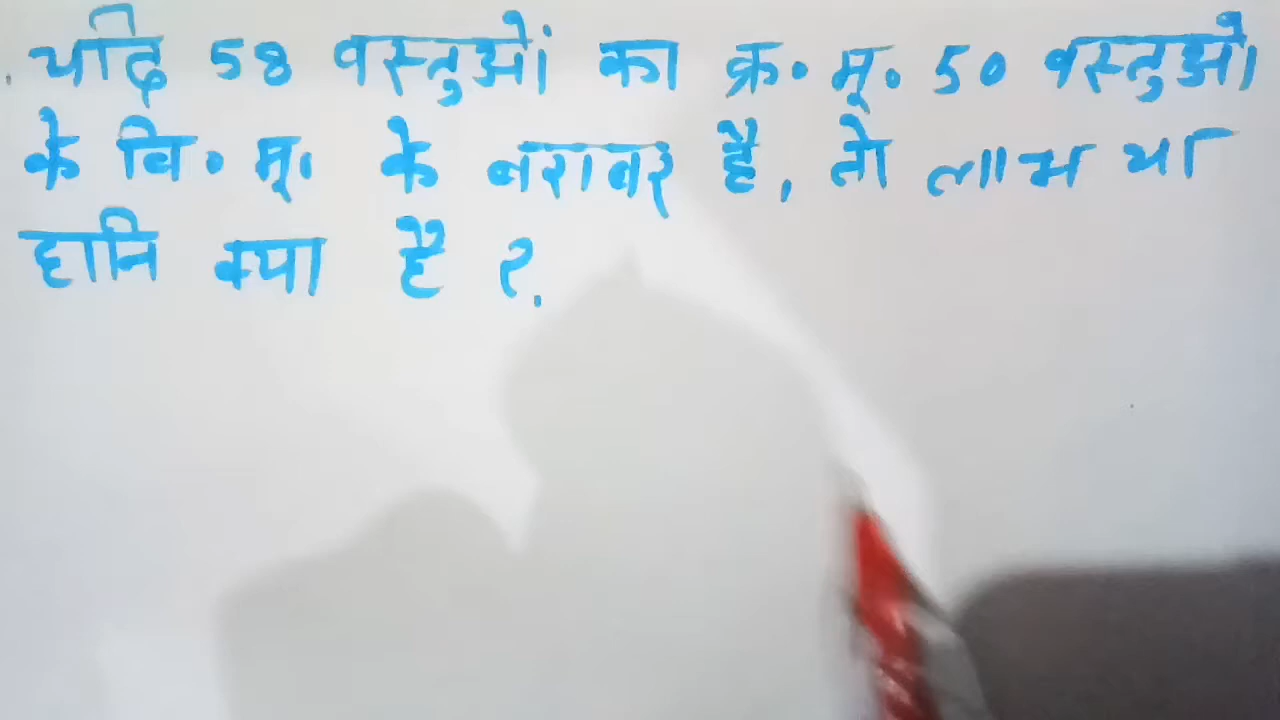 यदि 58 वस्तुओं का क्र. मू. 50 वस्तुओं
के वि. मू. के बराबर है, तो लाभ या
हानि क्या है ?